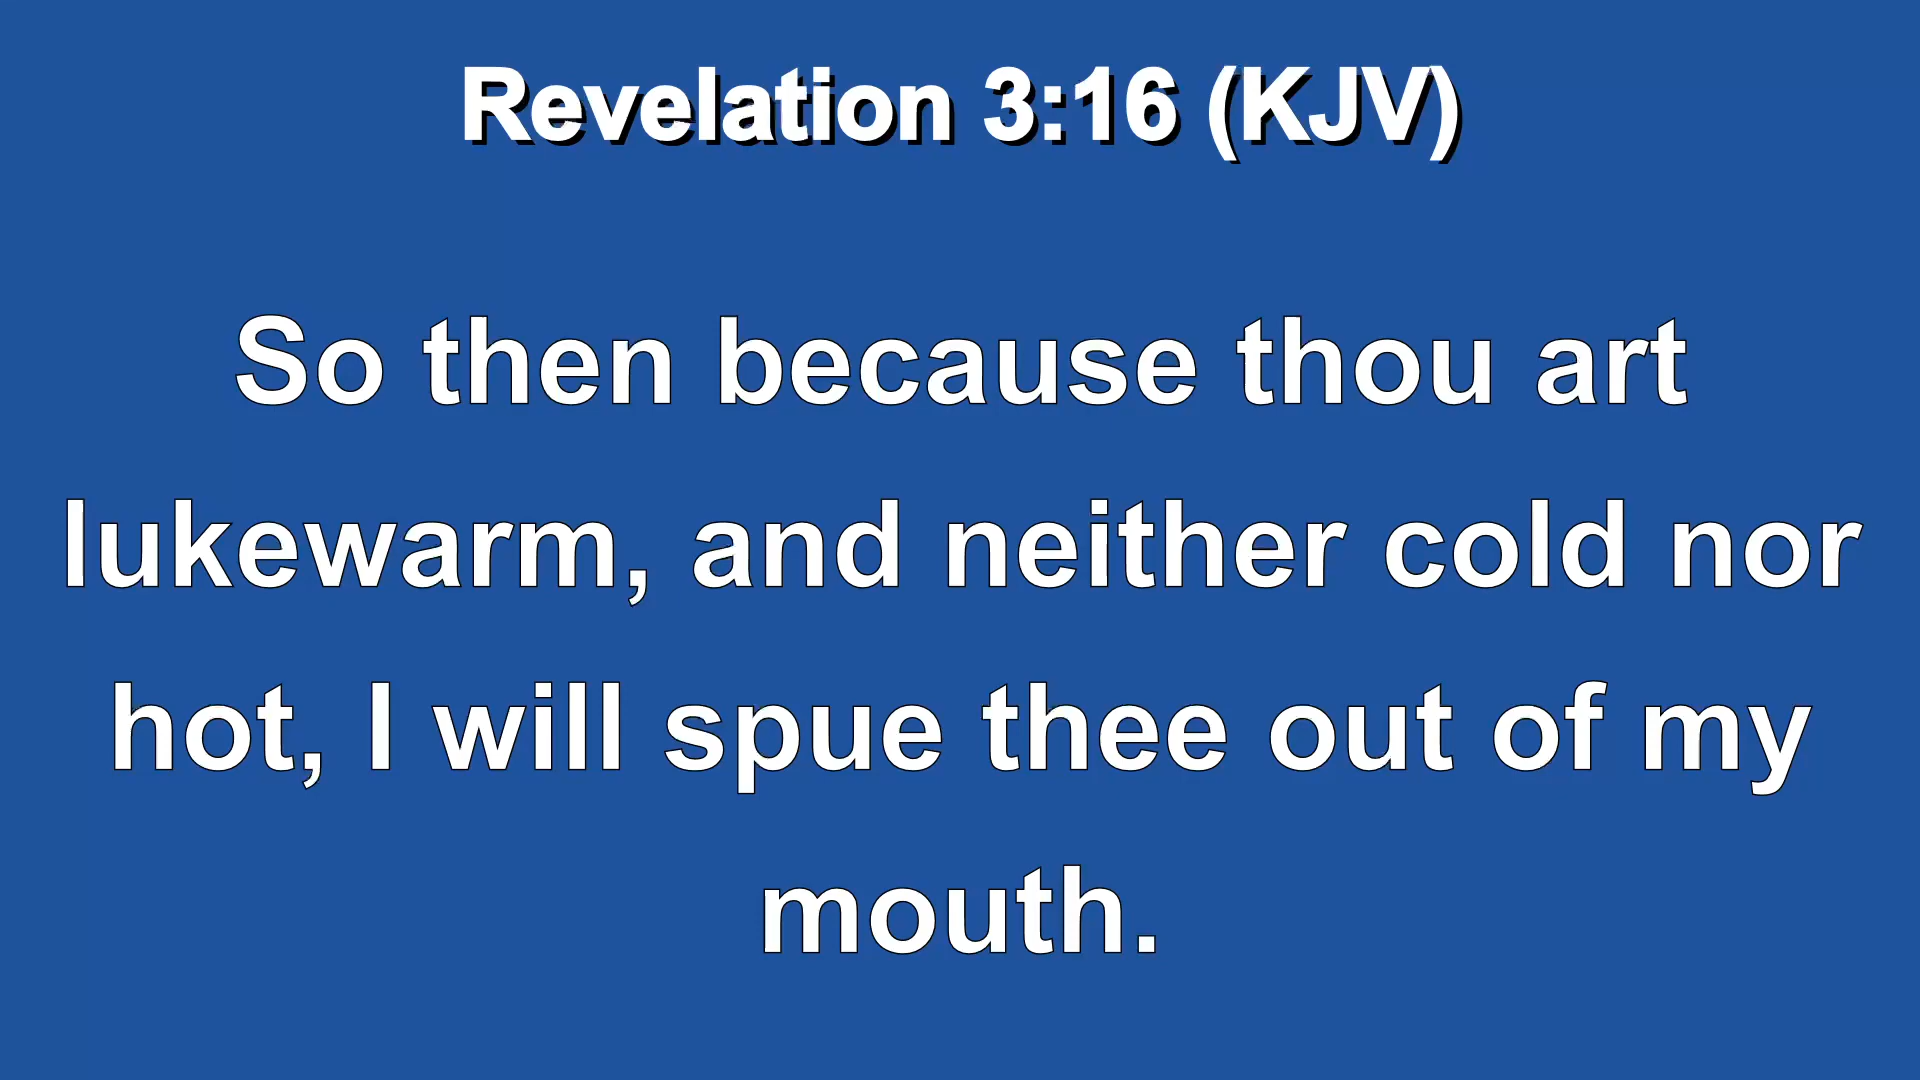 Revelation 3:16 (KJV)
So then because thou art
lukewarm, and neither cold nor
hot, I will spue thee out of my
mouth.